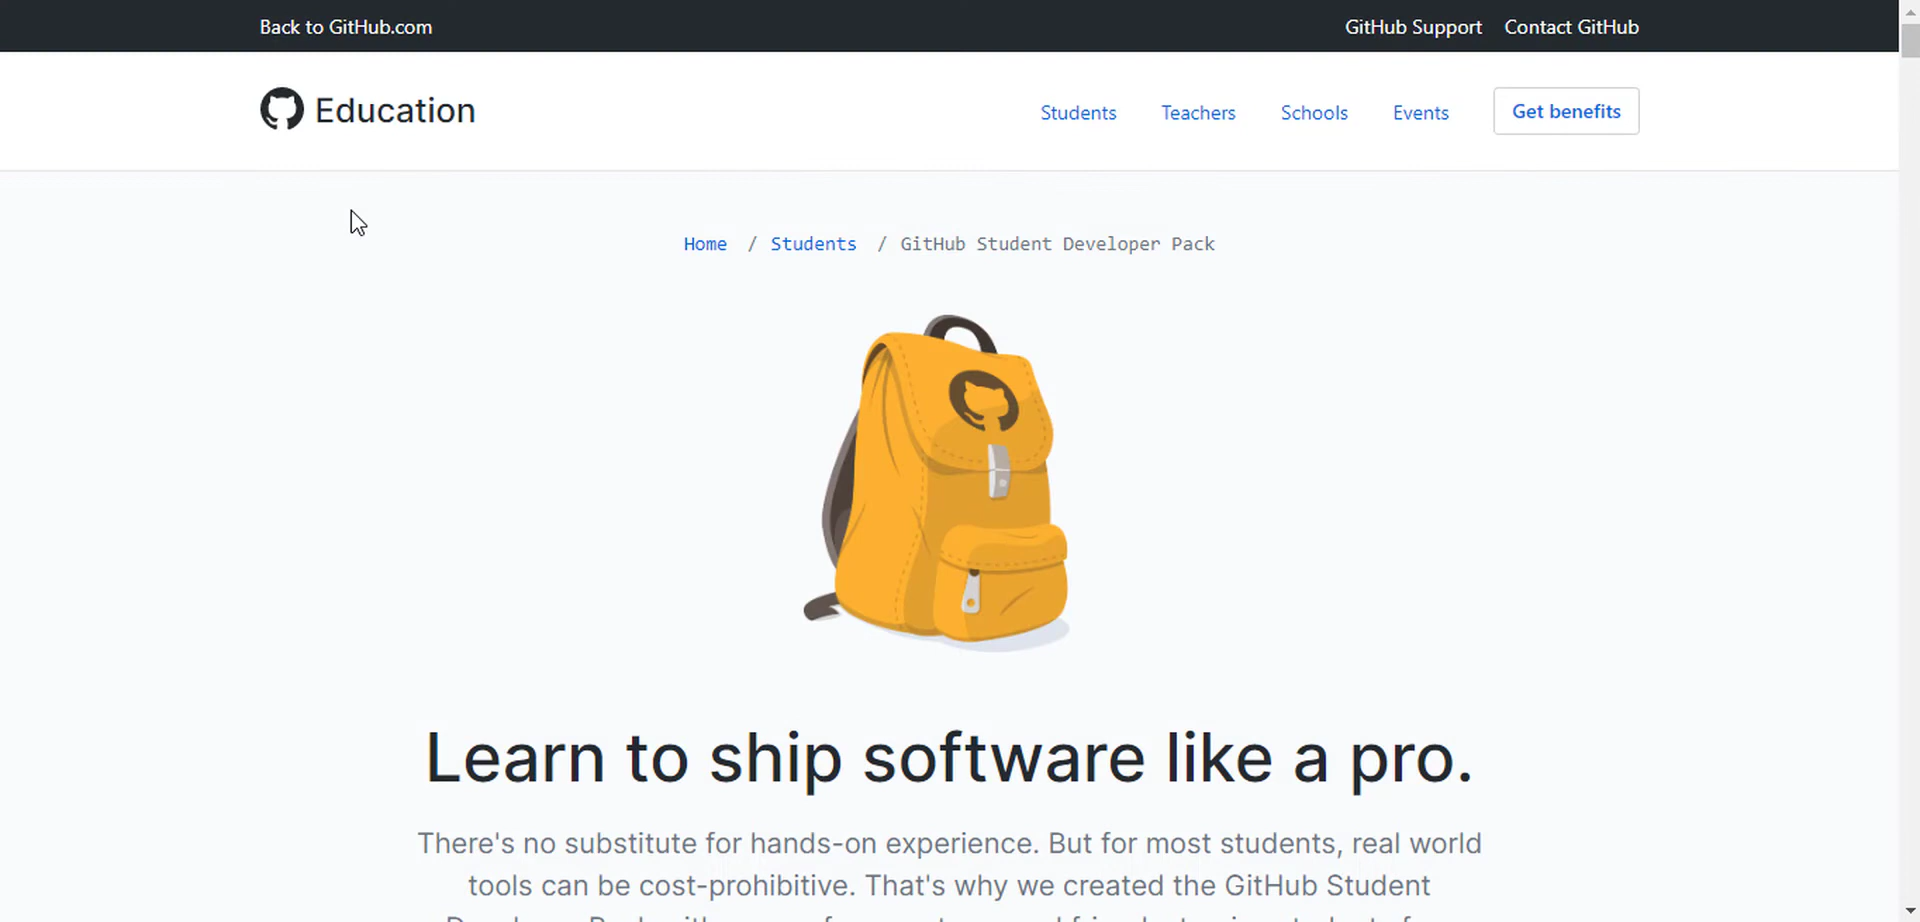 Back to GitHub.com
GitHub Support
Contact GitHub
Education
Students
Teachers
Schools
Events
Get benefits
Home / Students / GitHub Student Developer Pack
Learn to ship software like a pro.
There's no substitute for hands-on experience. But for most students, real world
tools can be cost-prohibitive. That's why we created the GitHub Student